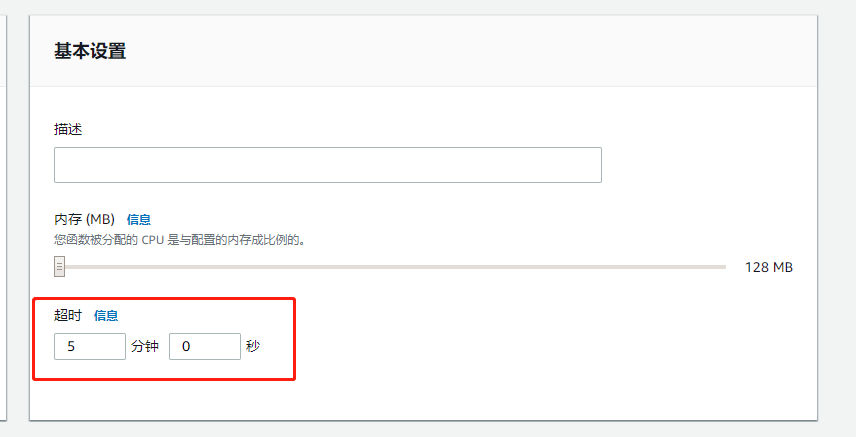 基本设置
描述
内存 (MB) 信息
您函数被分配的 CPU 是与配置的内存成比例的。
128 MB
超时 信息
5 分钟 0 秒